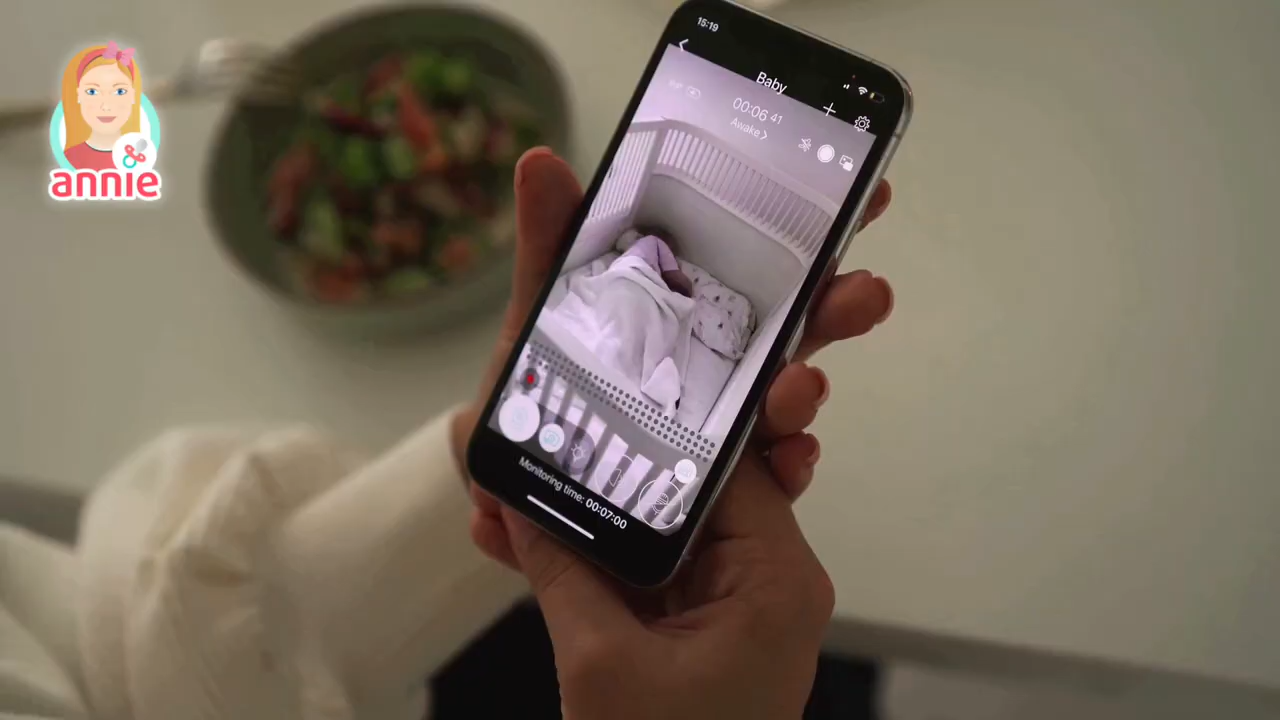 annie
15:19
Baby
00:06 41
Awake >
Monitoring time: 00:07:00